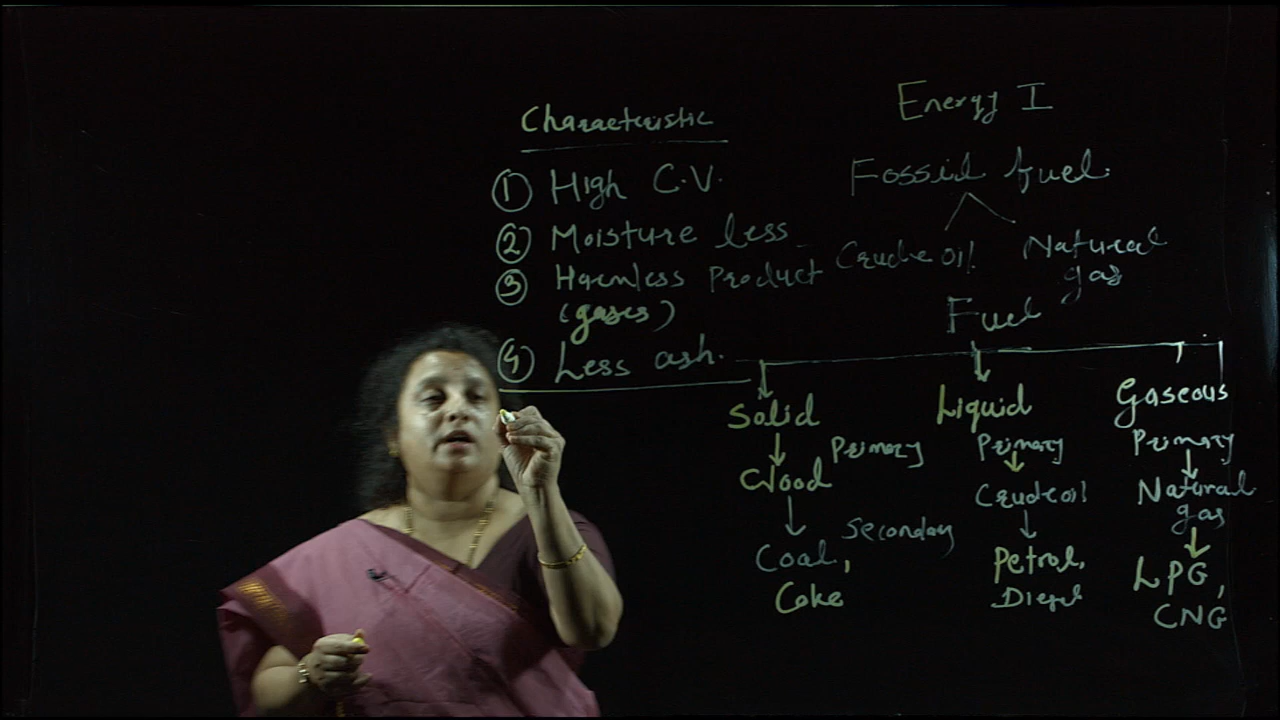 Energy I
Characteristic
① High C.V.
② Moisture less
③ Harmless Product
(gases)
④ Less ash.
Fossil fuel
Crude oil
Natural
gas
Fuel
Solid
Primary
Wood
Secondary
Coal,
Coke
Liquid
Primary
Crude oil
Petrol,
Diesel
Gaseous
Primary
Natural
gas
LPG,
CNG